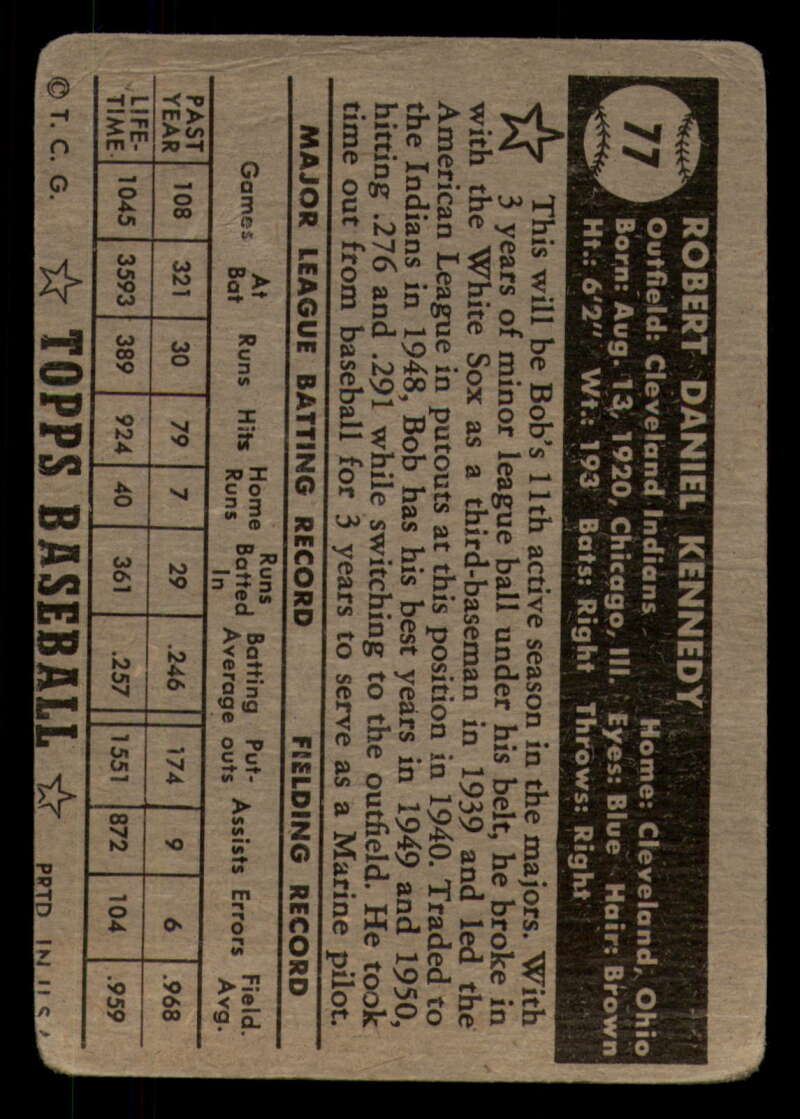 77
ROBERT DANIEL KENNEDY
Outfield: Cleveland Indians Home: Cleveland, Ohio
Born: Aug. 13, 1920, Chicago, Ill. Eyes: Blue Hair: Brown
Ht.: 6'2" Wt.: 193 Bats: Right Throws: Right
This will be Bob's 11th active season in the majors. With
3 years of minor league ball under his belt, he broke in
with the White Sox as a third-baseman in 1939 and led the
American League in putouts at this position in 1940. Traded to
the Indians in 1948, Bob has his best years in 1949 and 1950,
hitting .276 and .291 while switching to the outfield. He took
time out from baseball for 3 years to serve as a Marine pilot.
MAJOR LEAGUE BATTING RECORD FIELDING RECORD
Games At Bat Runs Hits Home Runs Runs Batted In Batting Average Put-outs Assists Errors Field. Avg.
PAST YEAR 108 321 30 79 7 29 .246 174 9 6 .968
LIFE-TIME 1045 3593 389 924 40 361 .257 1551 872 104 .959
© T. C. G. TOPPS BASEBALL PRTD IN U S A